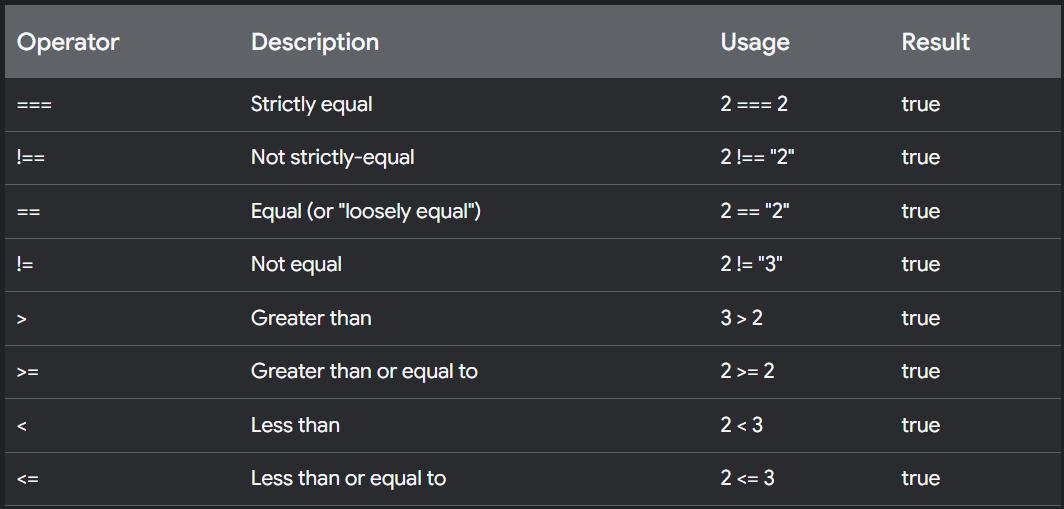 Operator Description Usage Result
=== Strictly equal 2 === 2 true
!== Not strictly-equal 2 !== "2" true
== Equal (or "loosely equal") 2 == "2" true
!= Not equal 2 != "3" true
> Greater than 3 > 2 true
>= Greater than or equal to 2 >= 2 true
< Less than 2 < 3 true
<= Less than or equal to 2 <= 3 true